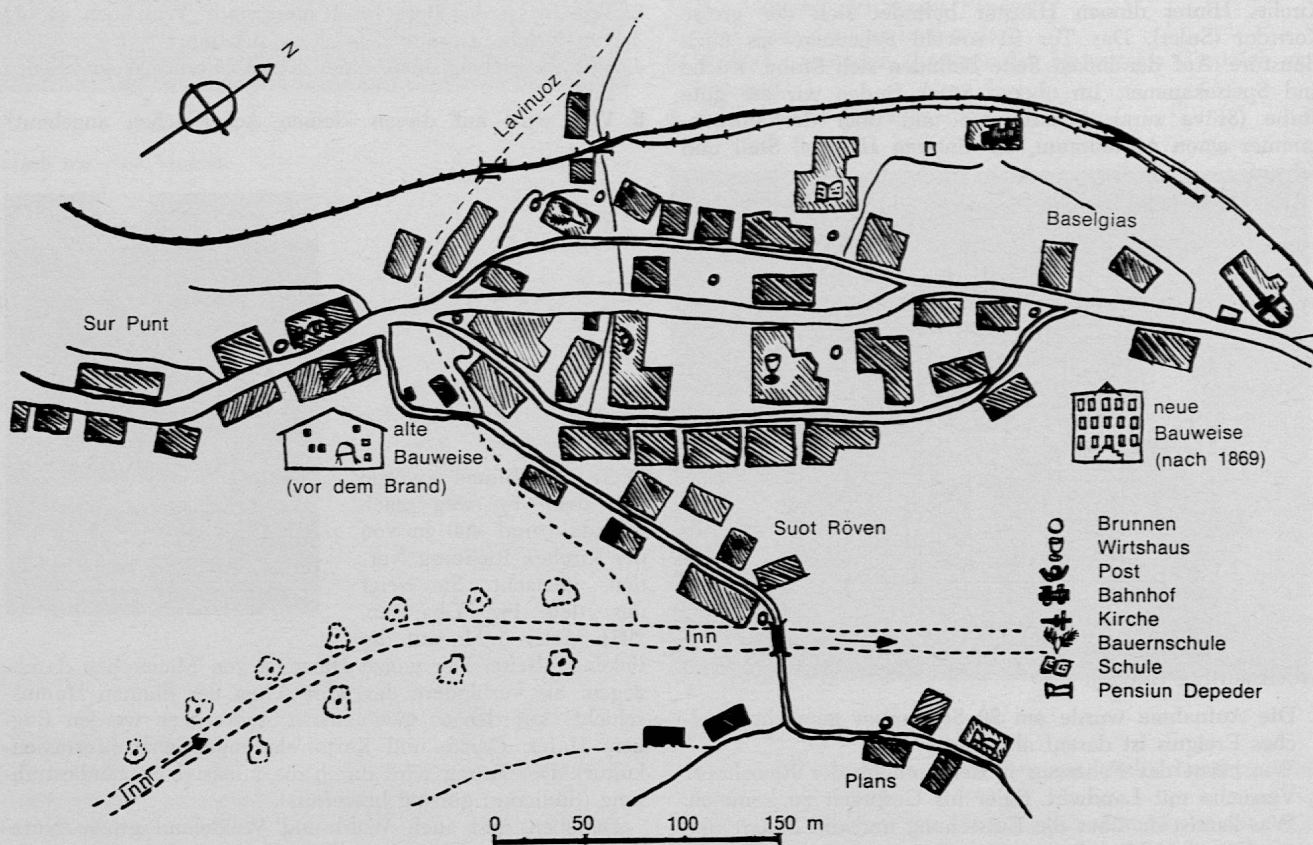 N
Lavinuoz
Baselgias
Sur Punt
alte
Bauweise
(vor dem Brand)
neue
Bauweise
(nach 1869)
Suot Röven
Brunnen
Wirtshaus
Post
Bahnhof
Kirche
Bauernschule
Schule
Pensiun Depeder
Inn
Inn
Plans
0 50 100 150 m